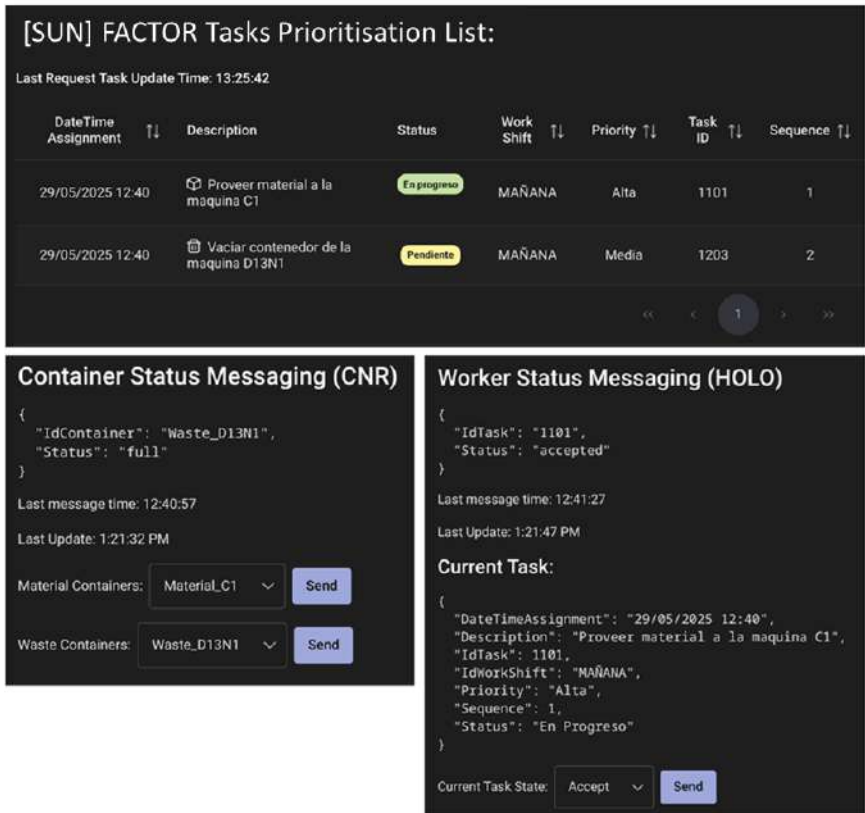 [SUN] FACTOR Tasks Prioritisation List:
Last Request Task Update Time: 13:25:42
DateTime Assignment Description Status Work Shift Priority Task ID Sequence
29/05/2025 12:40 Proveer material a la maquina C1 En progreso MAÑANA Alta 1101 1
29/05/2025 12:40 Vaciar contenedor de la maquina D13N1 Pendiente MAÑANA Media 1203 2
<< < 1 > >>
Container Status Messaging (CNR)
{
"IdContainer": "Waste_D13N1",
"Status": "full"
}
Last message time: 12:40:57
Last Update: 1:21:32 PM
Material Containers: Material_C1 Send
Waste Containers: Waste_D13N1 Send
Worker Status Messaging (HOLO)
{
"IdTask": "1101",
"Status": "accepted"
}
Last message time: 12:41:27
Last Update: 1:21:47 PM
Current Task:
{
"DateTimeAssignment": "29/05/2025 12:40",
"Description": "Proveer material a la maquina C1",
"IdTask": 1101,
"IdWorkShift": "MAÑANA",
"Priority": "Alta",
"Sequence": 1,
"Status": "En Progreso"
}
Current Task State: Accept Send